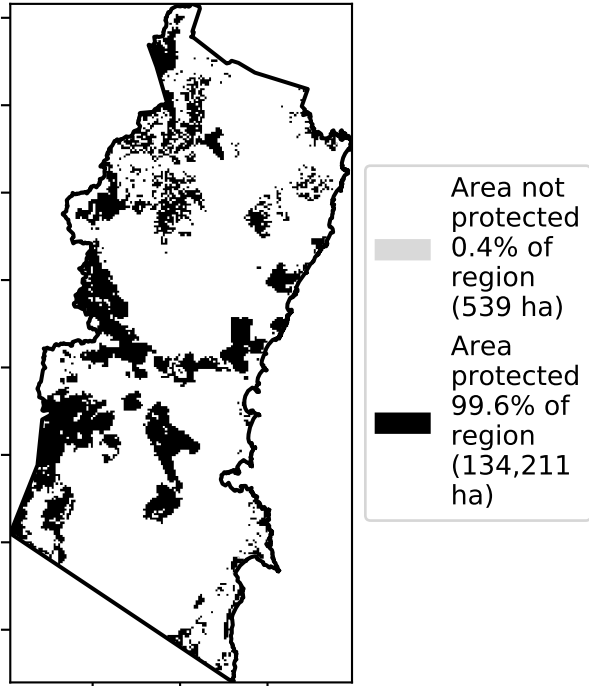 Area not
protected
0.4% of
region
(539 ha)
Area
protected
99.6% of
region
(134,211
ha)